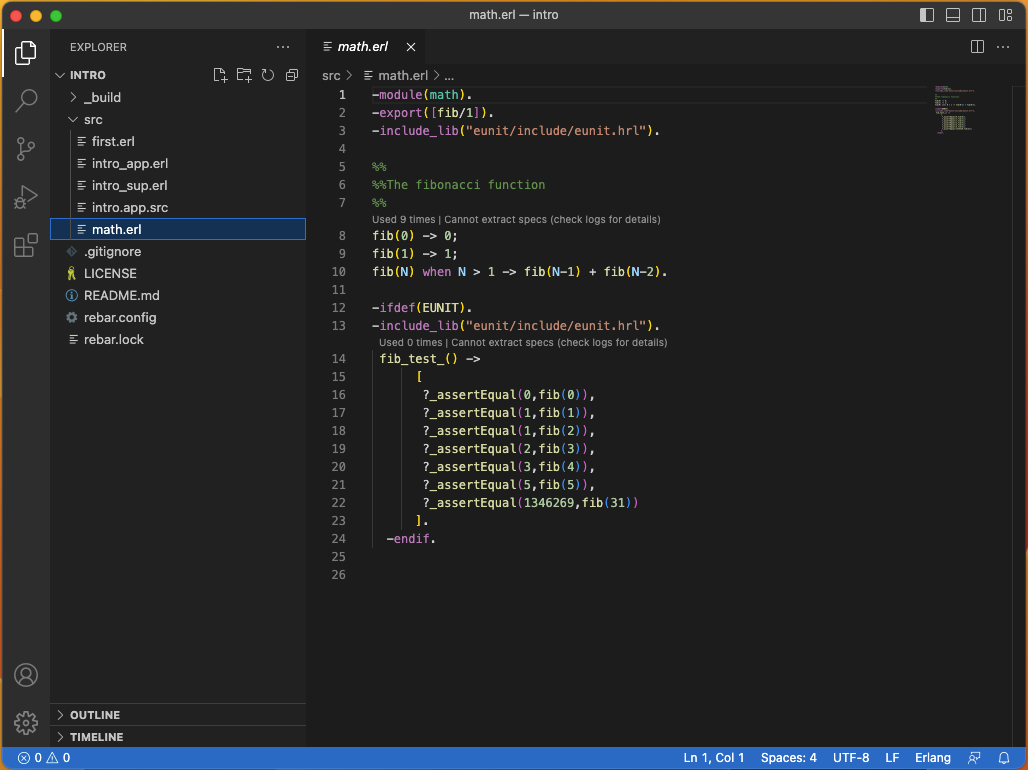 math.erl — intro
EXPLORER
INTRO
_build
src
first.erl
intro_app.erl
intro_sup.erl
intro.app.src
math.erl
.gitignore
LICENSE
README.md
rebar.config
rebar.lock
OUTLINE
TIMELINE
math.erl
src > math.erl > ...
1 -module(math).
2 -export([fib/1]).
3 -include_lib("eunit/include/eunit.hrl").
4
5 %%
6 %%The fibonacci function
7 %%
Used 9 times | Cannot extract specs (check logs for details)
8 fib(0) -> 0;
9 fib(1) -> 1;
10 fib(N) when N > 1 -> fib(N-1) + fib(N-2).
11
12 -ifdef(EUNIT).
13 -include_lib("eunit/include/eunit.hrl").
Used 0 times | Cannot extract specs (check logs for details)
14 fib_test_() ->
15 [
16 ?_assertEqual(0,fib(0)),
17 ?_assertEqual(1,fib(1)),
18 ?_assertEqual(1,fib(2)),
19 ?_assertEqual(2,fib(3)),
20 ?_assertEqual(3,fib(4)),
21 ?_assertEqual(5,fib(5)),
22 ?_assertEqual(1346269,fib(31))
23 ].
24 -endif.
25
26
0 0
Ln 1, Col 1 Spaces: 4 UTF-8 LF Erlang